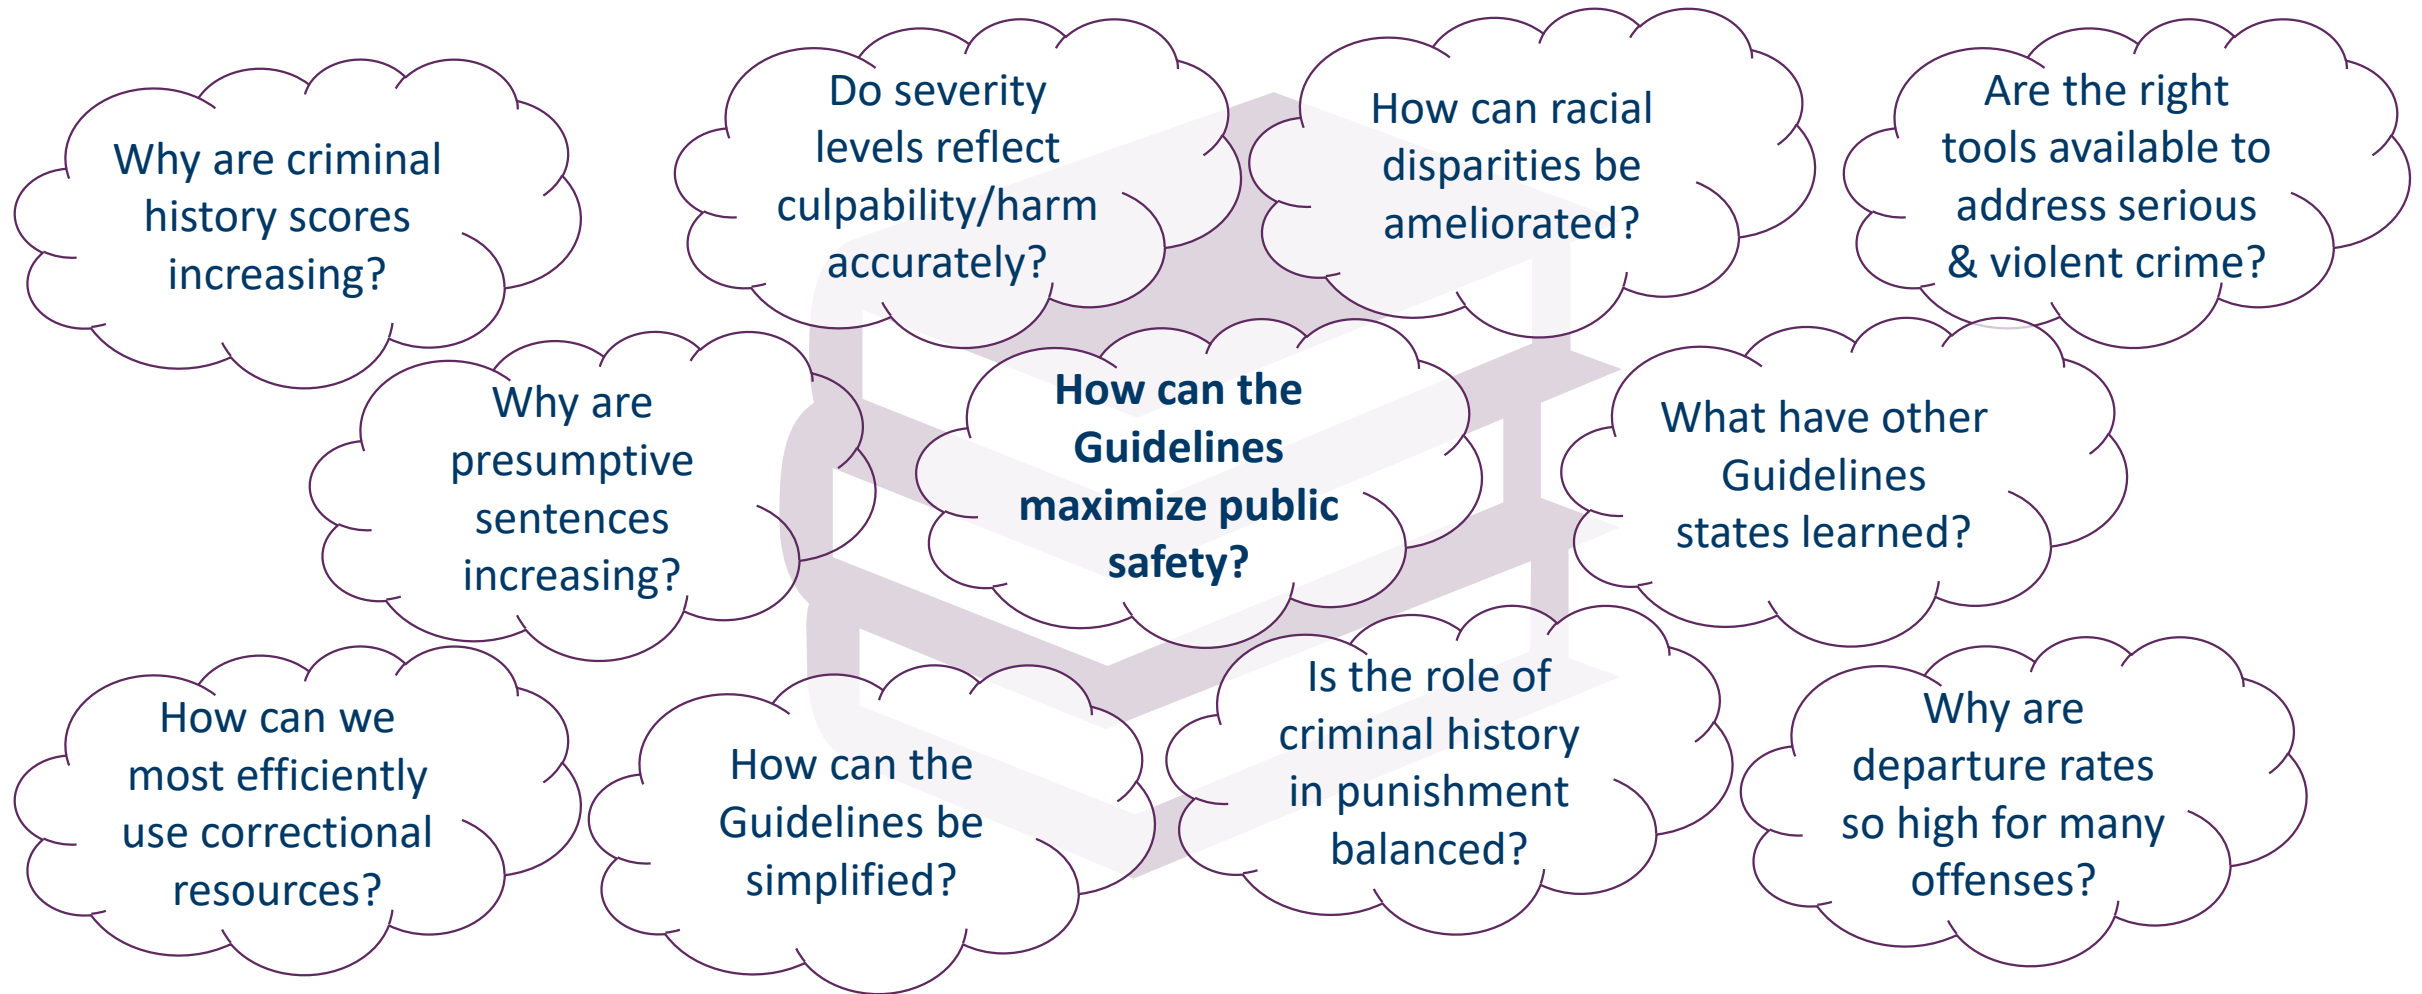 Why are criminal
history scores
increasing?
Do severity
levels reflect
culpability/harm
accurately?
How can racial
disparities be
ameliorated?
Are the right
tools available to
address serious
& violent crime?
Why are
presumptive
sentences
increasing?
How can the
Guidelines
maximize public
safety?
What have other
Guidelines
states learned?
How can we
most efficiently
use correctional
resources?
How can the
Guidelines be
simplified?
Is the role of
criminal history
in punishment
balanced?
Why are
departure rates
so high for many
offenses?